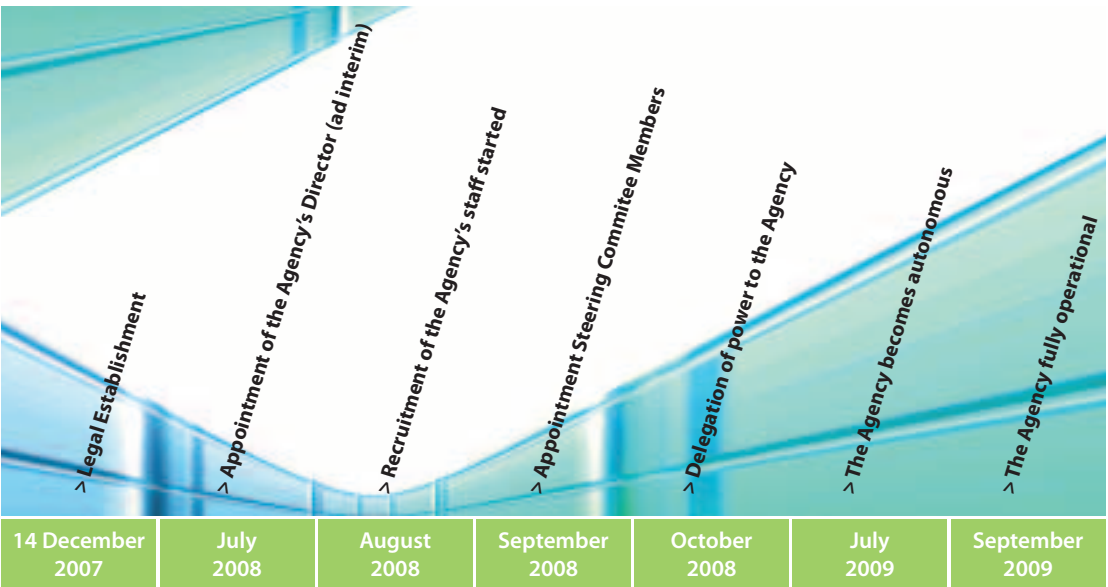 > Legal Establishment
> Appointment of the Agency's Director (ad interim)
> Recruitment of the Agency's staff started
> Appointment Steering Commitee Members
> Delegation of power to the Agency
> The Agency becomes autonomous
> The Agency fully operational
14 December
2007
July
2008
August
2008
September
2008
October
2008
July
2009
September
2009